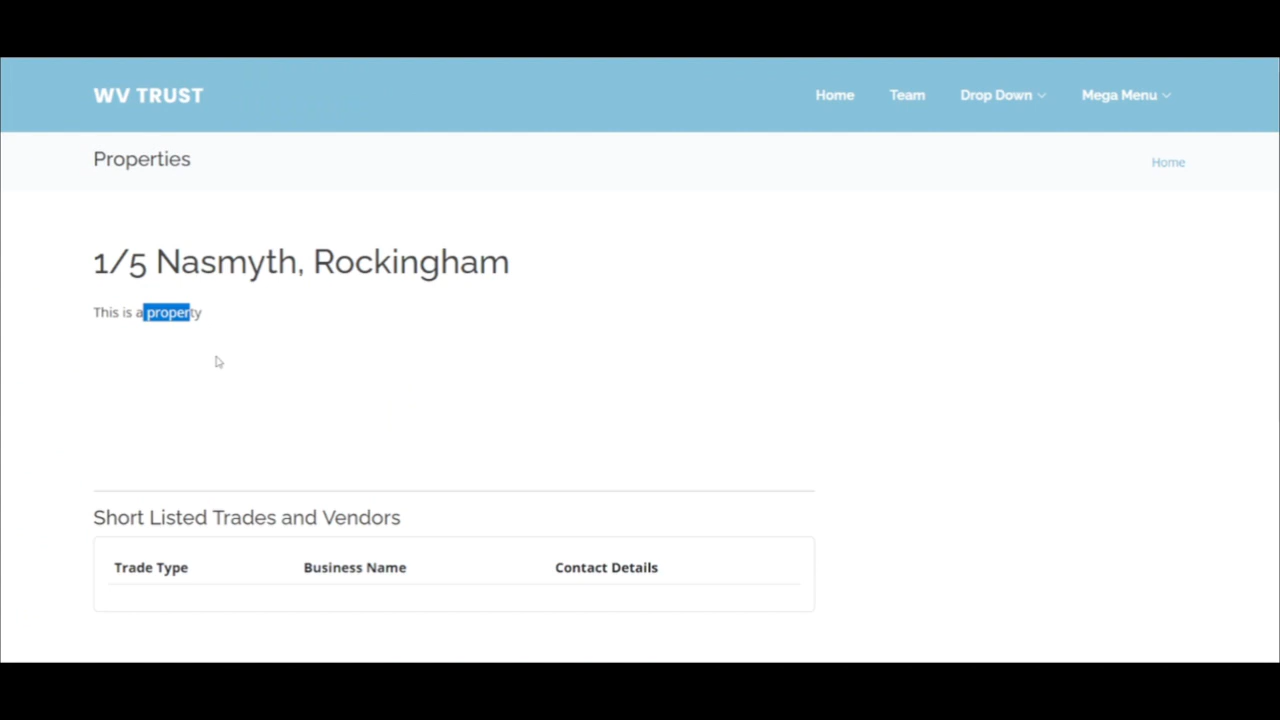 WV TRUST
Home Team Drop Down Mega Menu
Properties
Home
1/5 Nasmyth, Rockingham
This is a property
Short Listed Trades and Vendors
Trade Type Business Name Contact Details